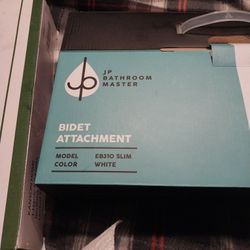 JP
BATHROOM
MASTER
BIDET
ATTACHMENT
MODEL EB310 SLIM
COLOR WHITE